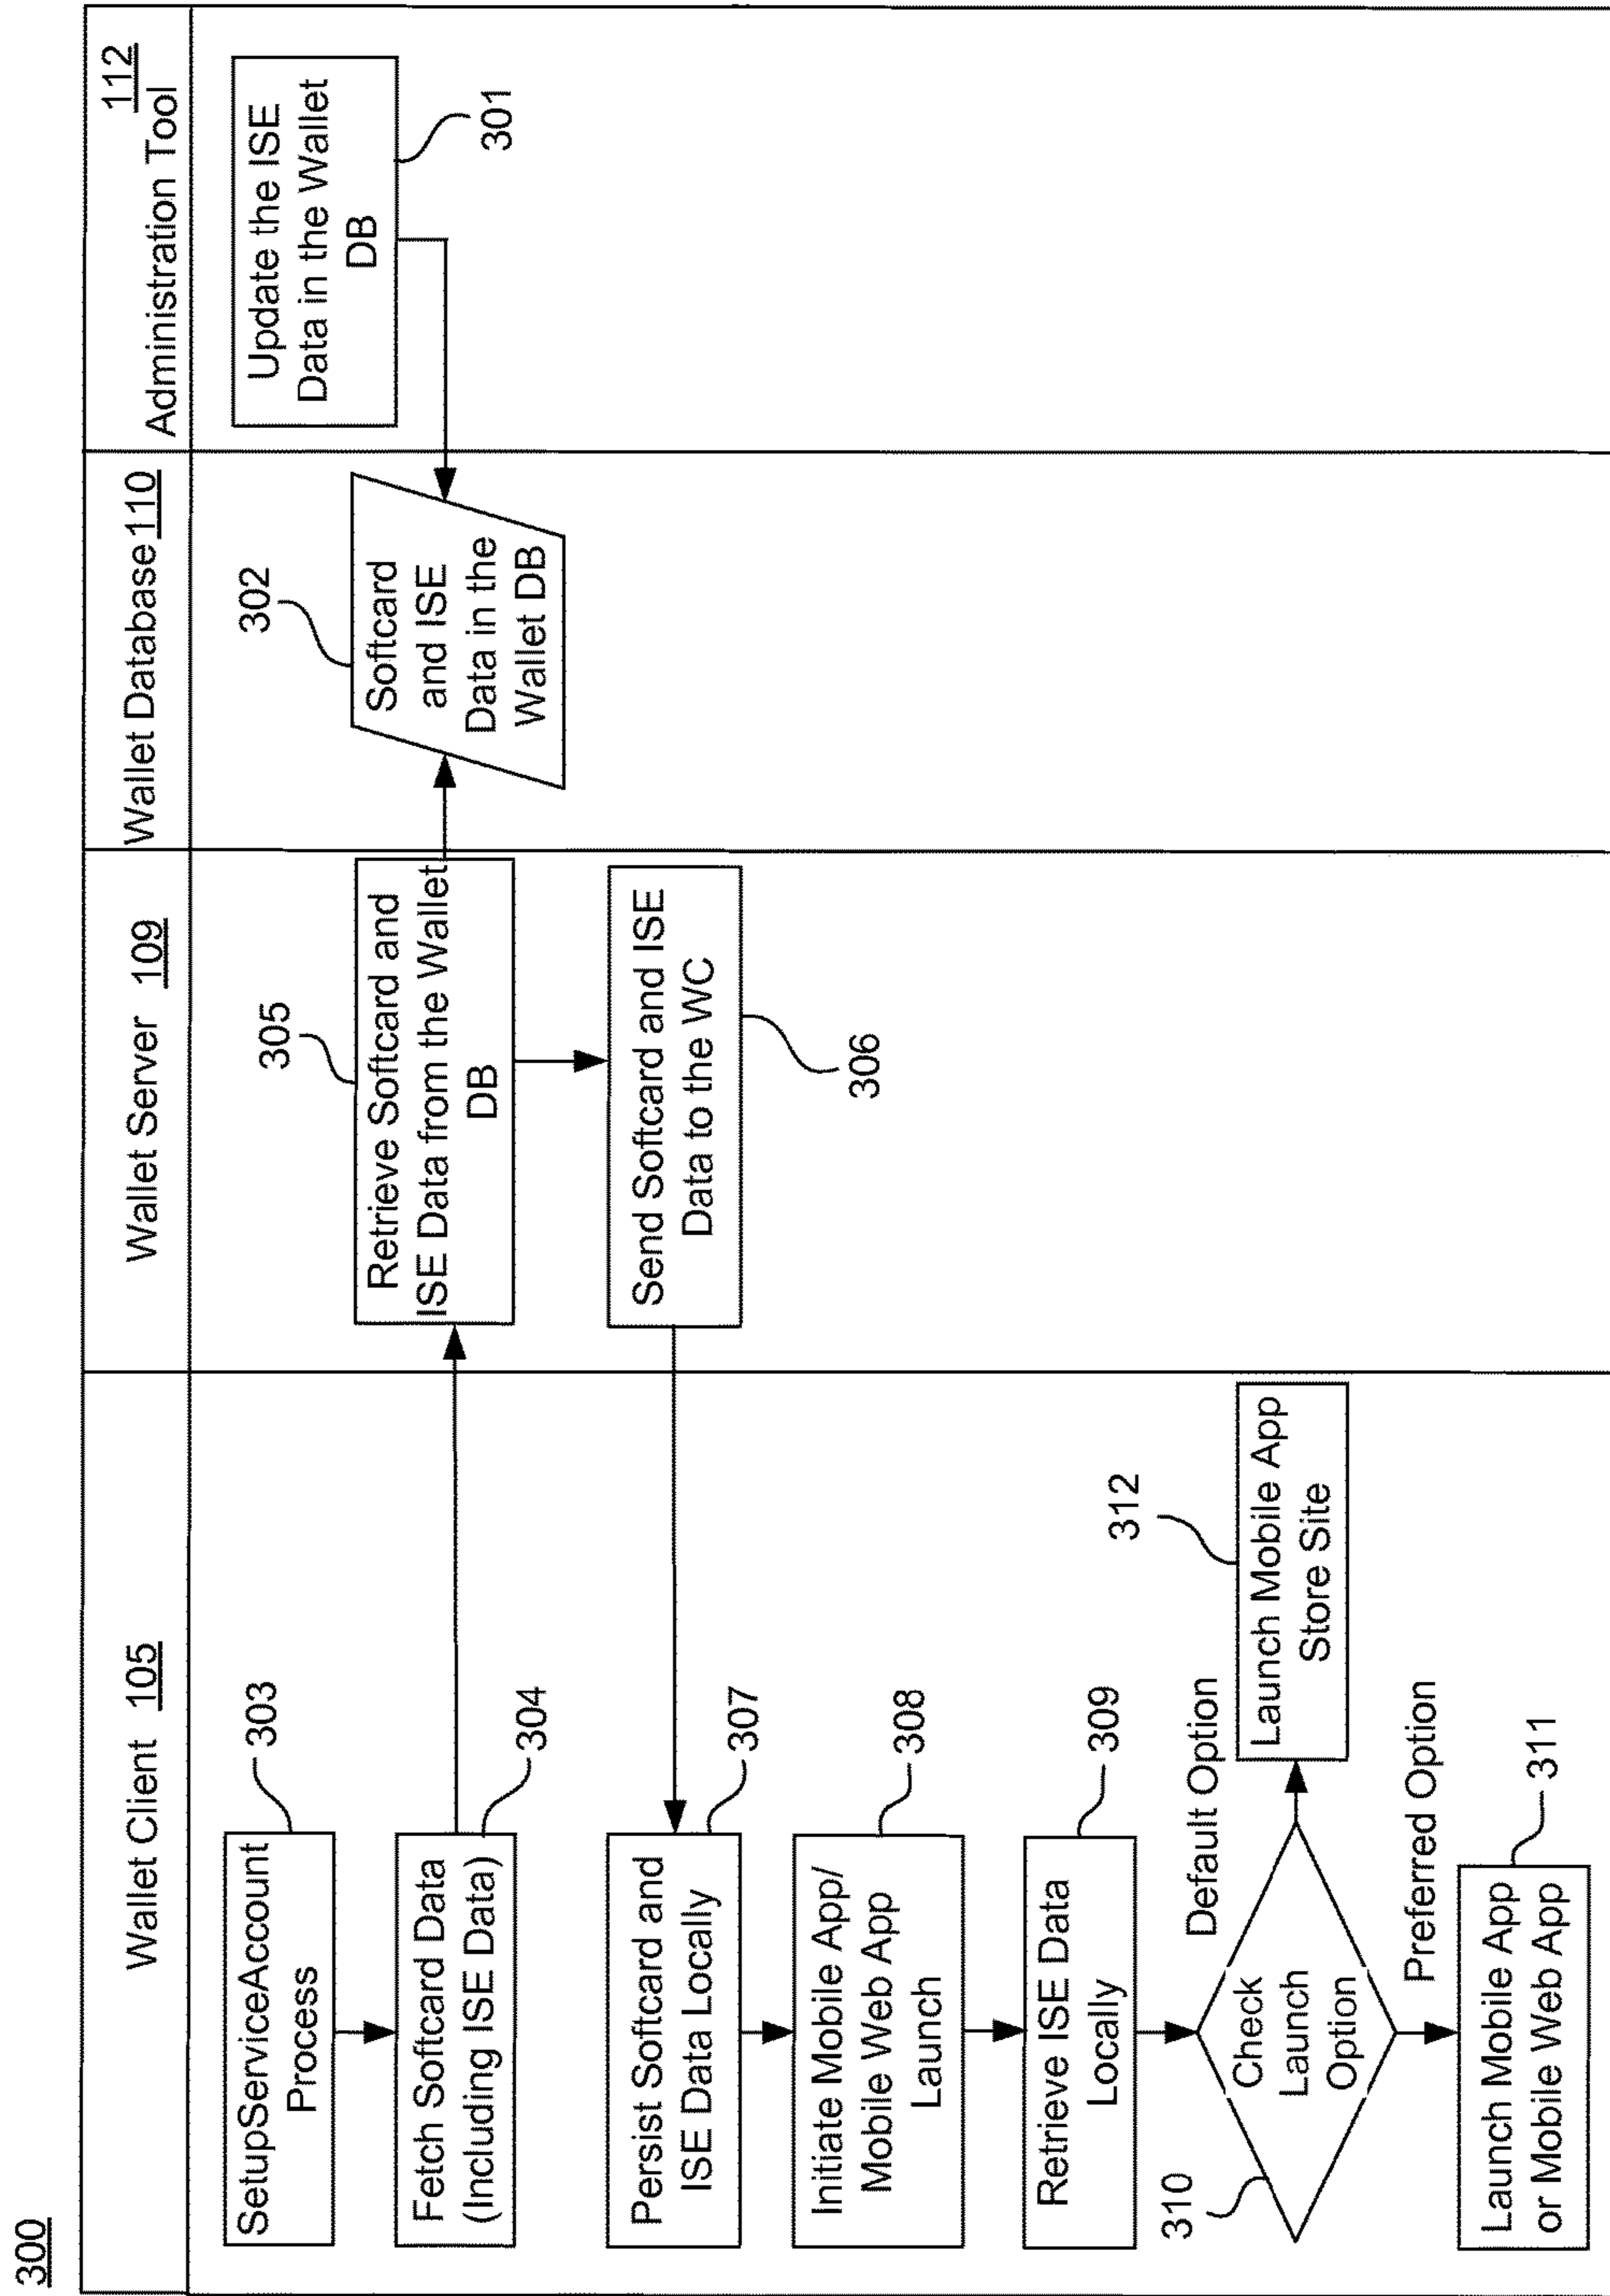 300
Wallet Client 105
Wallet Server 109
Wallet Database 110
112
Administration Tool
SetupServiceAccount
Process
303
Fetch Softcard Data
(Including ISE Data)
304
305
Retrieve Softcard and
ISE Data from the Wallet
DB
302
Softcard
and ISE
Data in the
Wallet DB
Update the ISE
Data in the Wallet
DB
301
Send Softcard and ISE
Data to the WC
306
Persist Softcard and
ISE Data Locally
307
Initiate Mobile App/
Mobile Web App
Launch
308
Retrieve ISE Data
Locally
309
310
Check
Launch
Option
Default Option
312
Launch Mobile App
Store Site
Preferred Option
Launch Mobile App
or Mobile Web App
311